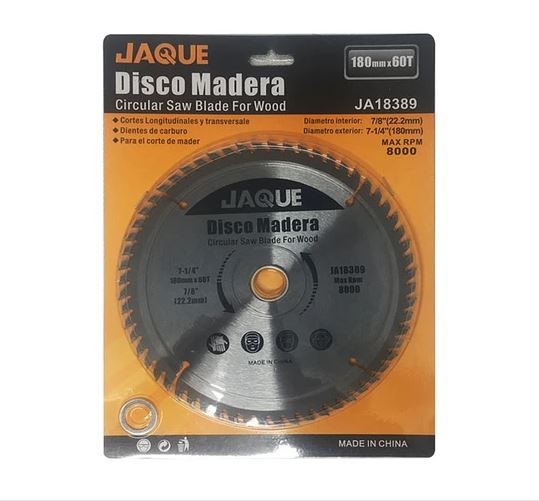 JAQUE
180mm x 60T
Disco Madera
Circular Saw Blade For Wood
JA18389
Cortes Longitudinales y transversale
Dientes de carburo
Para el corte de mader
Diametro interior: 7/8"(22.2mm)
Diametro exterior: 7-1/4"(180mm)
MAX RPM
8000
JAQUE
Disco Madera
Circular Saw Blade For Wood
7-1/4"
180mm x 60T
7/8"
(22.2mm)
JA18389
Max Rpm
8000
MADE IN CHINA
MADE IN CHINA